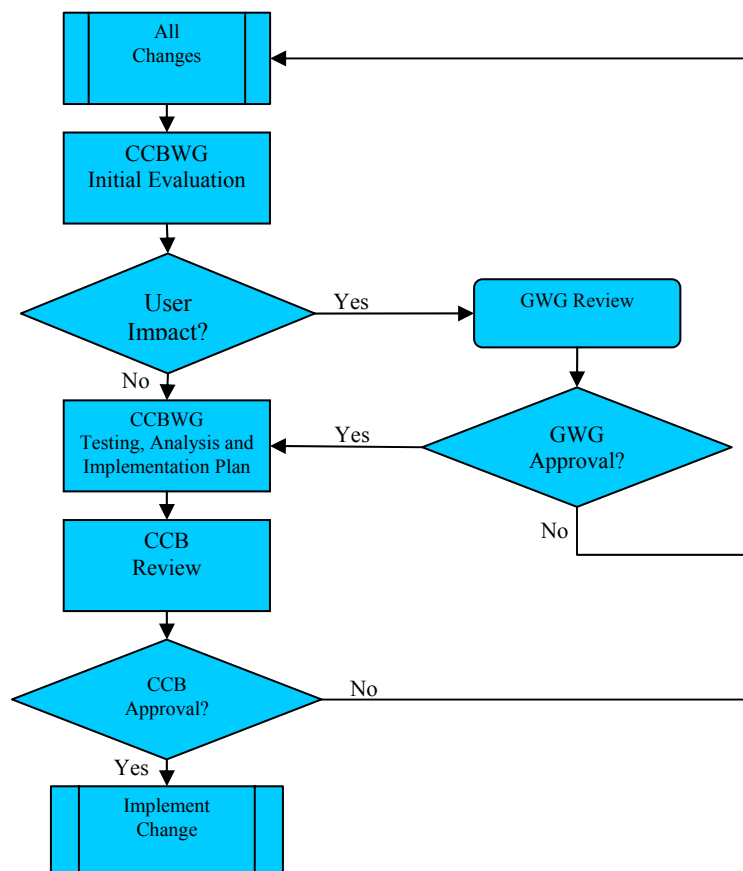 All
Changes
CCBWG
Initial Evaluation
User
Impact?
Yes
GWG Review
No
CCBWG
Testing, Analysis and
Implementation Plan
Yes
GWG
Approval?
No
CCB
Review
CCB
Approval?
No
Yes
Implement
Change